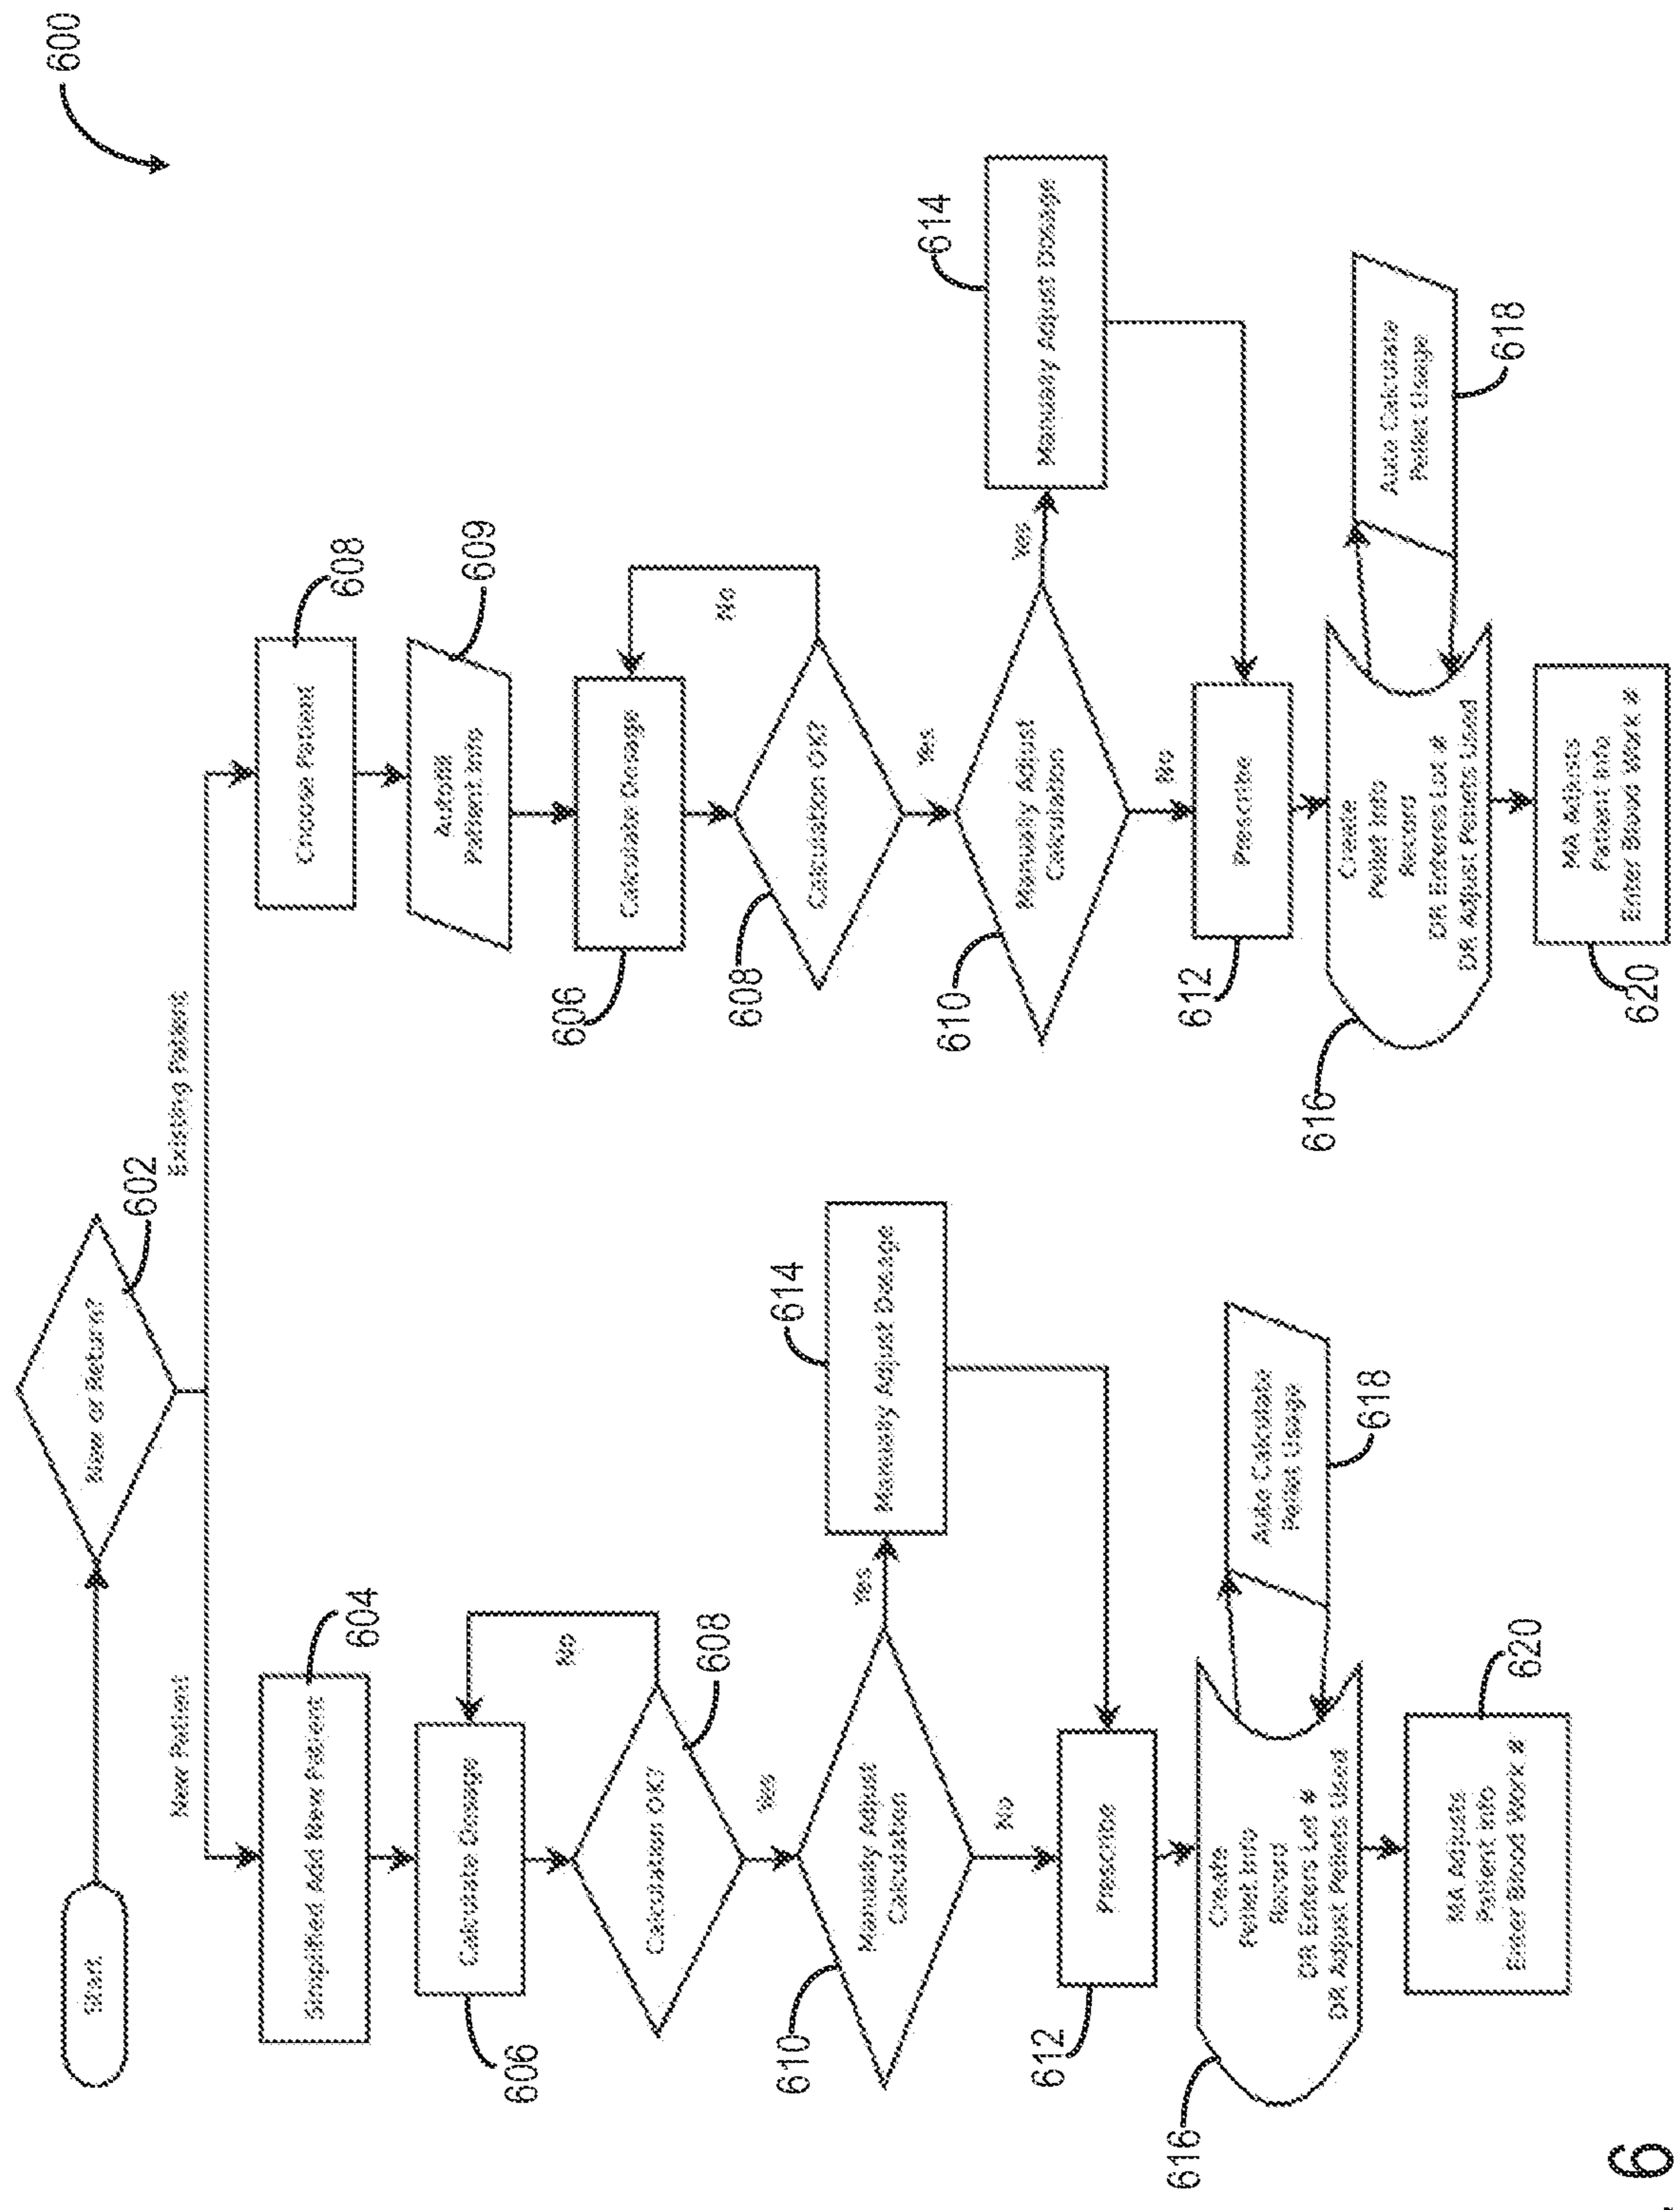 600
Start
New or Return?
602
New Patient
Existing Patient
Simplified Add New Patient
604
Calculate Dosage
606
No
Calculation OK?
608
Yes
Manually Adjust
Calculation
610
Yes
Manually Adjust Dosage
614
No
Prescribe
612
Create
Pellet Info
Record
DR Enters Lot #
DR Adjust Pellets Used
616
Auto Calculate
Pellet Usage
618
MA Adjusts
Patient Info
Enter Blood Work #
620
Choose Patient
608
Autofill
Patient Info
609
Calculate Dosage
606
No
Calculation OK?
608
Yes
Manually Adjust
Calculation
610
Yes
Manually Adjust Dosage
614
No
Prescribe
612
Create
Pellet Info
Record
DR Enters Lot #
DR Adjust Pellets Used
616
Auto Calculate
Pellet Usage
618
MA Adjusts
Patient Info
Enter Blood Work #
620
6